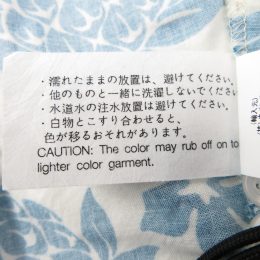 ・濡れたままの放置は、避けてください。
・他のものと一緒に洗濯しないでください。
・水道水の注水放置は、避けてください。
・白物とこすり合わせると、
色が移るおそれがあります。
CAUTION: The color may rub off on to
lighter color garment.
輸入元